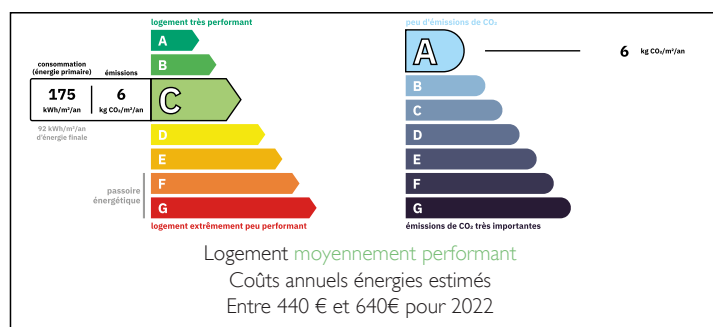 logement très performant
A
B
consommation
(énergie primaire)
émissions
175
kWh/m²/an
6
kg CO₂/m²/an
C
92 kWh/m²/an
d'énergie finale
D
E
passoire
énergétique
F
G
logement extrêmement peu performant
peu d'émissions de CO₂
A
6 kg CO₂/m²/an
B
C
D
E
F
G
émissions de CO₂ très importantes
Logement moyennement performant
Coûts annuels énergies estimés
Entre 440 € et 640€ pour 2022